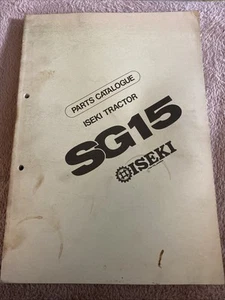 PARTS CATALOGUE
ISEKI TRACTOR
SG15
ISEKI